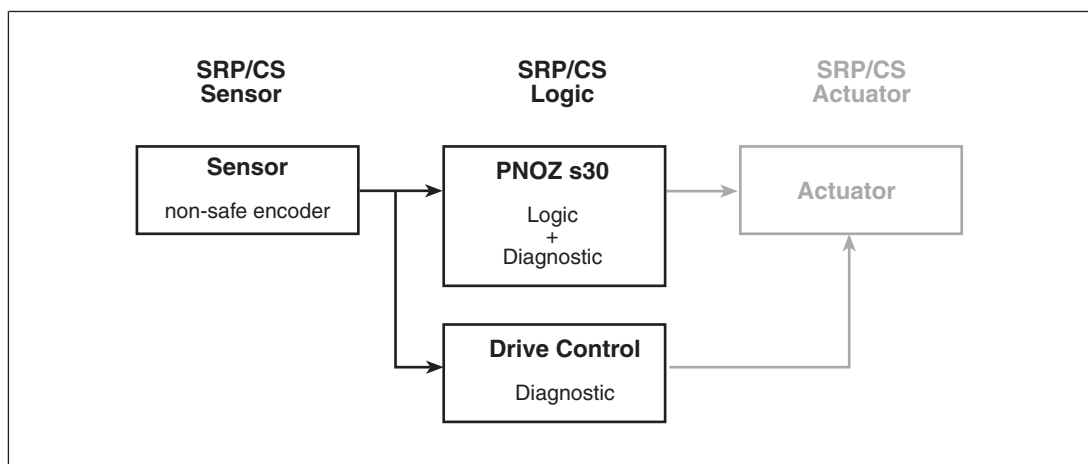 SRP/CS
Sensor
SRP/CS
Logic
SRP/CS
Actuator
Sensor
non-safe encoder
PNOZ s30
Logic
+
Diagnostic
Actuator
Drive Control
Diagnostic